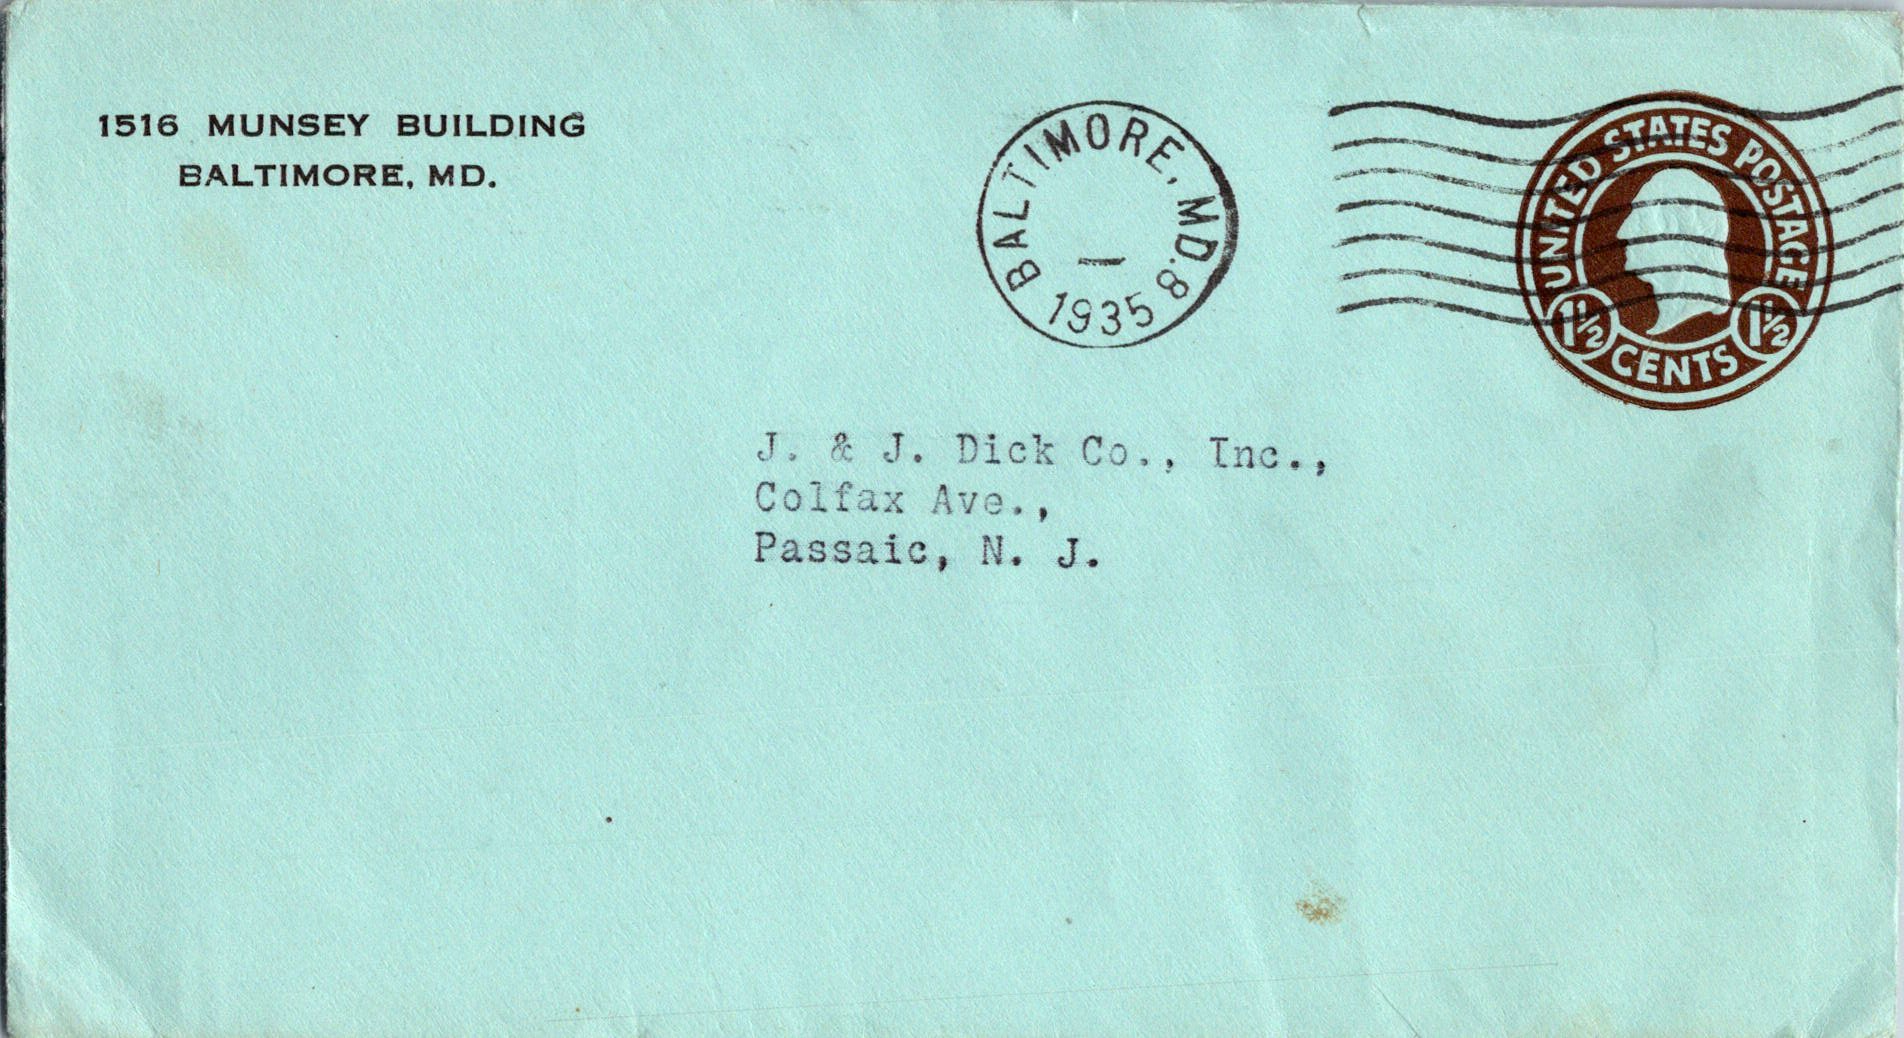 1516 MUNSEY BUILDING
BALTIMORE, MD.
BALTIMORE, MD. 8
1935
UNITED STATES POSTAGE
1½ 1½
CENTS
J. & J. Dick Co., Inc.,
Colfax Ave.,
Passaic, N. J.